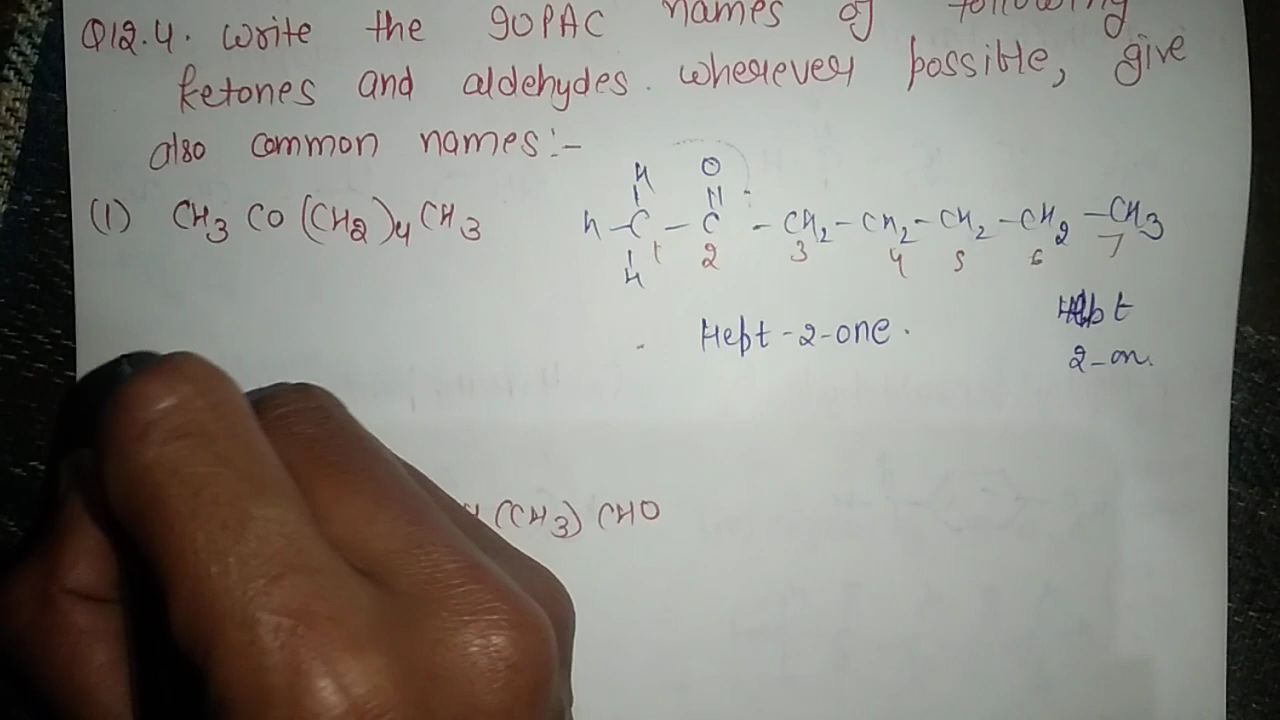 Q12.4. Write the IUPAC names of following
ketones and aldehydes. wherever possible, give
also common names:-
(1) CH3 CO (CH2)4 CH3
H O
H - C - C - CH2 - CH2 - CH2 - CH2 - CH3
H 1 2 3 4 5 6 7
Hept-2-one.
Hept
2-on.
(CH3) CHO